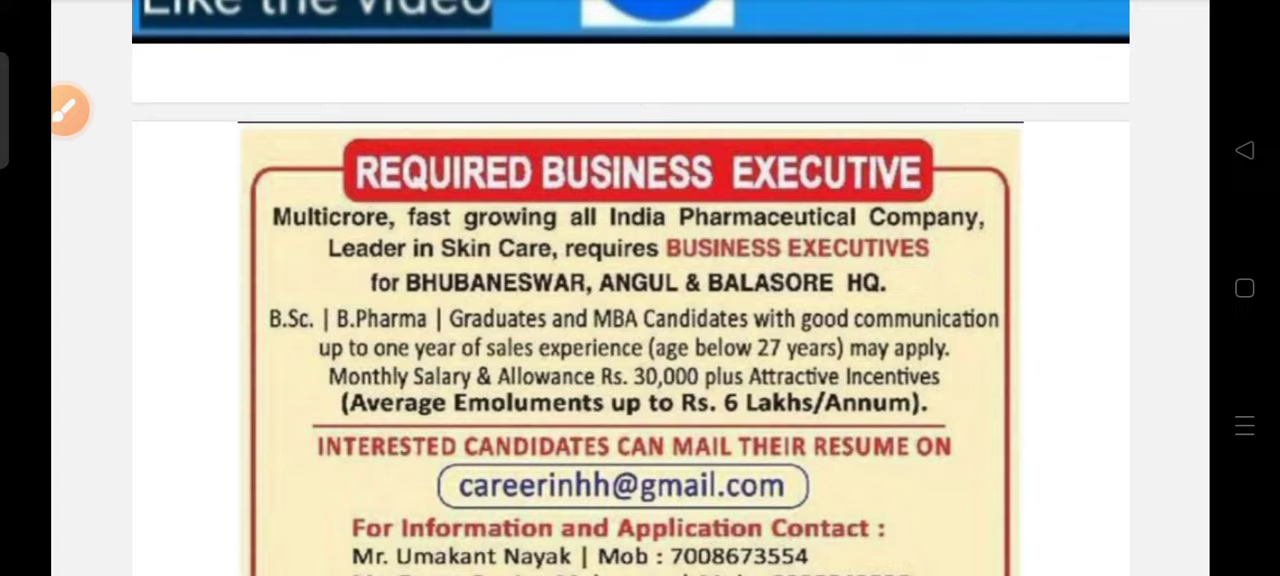 Like the video
REQUIRED BUSINESS EXECUTIVE
Multicrore, fast growing all India Pharmaceutical Company,
Leader in Skin Care, requires BUSINESS EXECUTIVES
for BHUBANESWAR, ANGUL & BALASORE HQ.
B.Sc. | B.Pharma | Graduates and MBA Candidates with good communication
up to one year of sales experience (age below 27 years) may apply.
Monthly Salary & Allowance Rs. 30,000 plus Attractive Incentives
(Average Emoluments up to Rs. 6 Lakhs/Annum).
INTERESTED CANDIDATES CAN MAIL THEIR RESUME ON
careerinhh@gmail.com
For Information and Application Contact :
Mr. Umakant Nayak | Mob : 7008673554